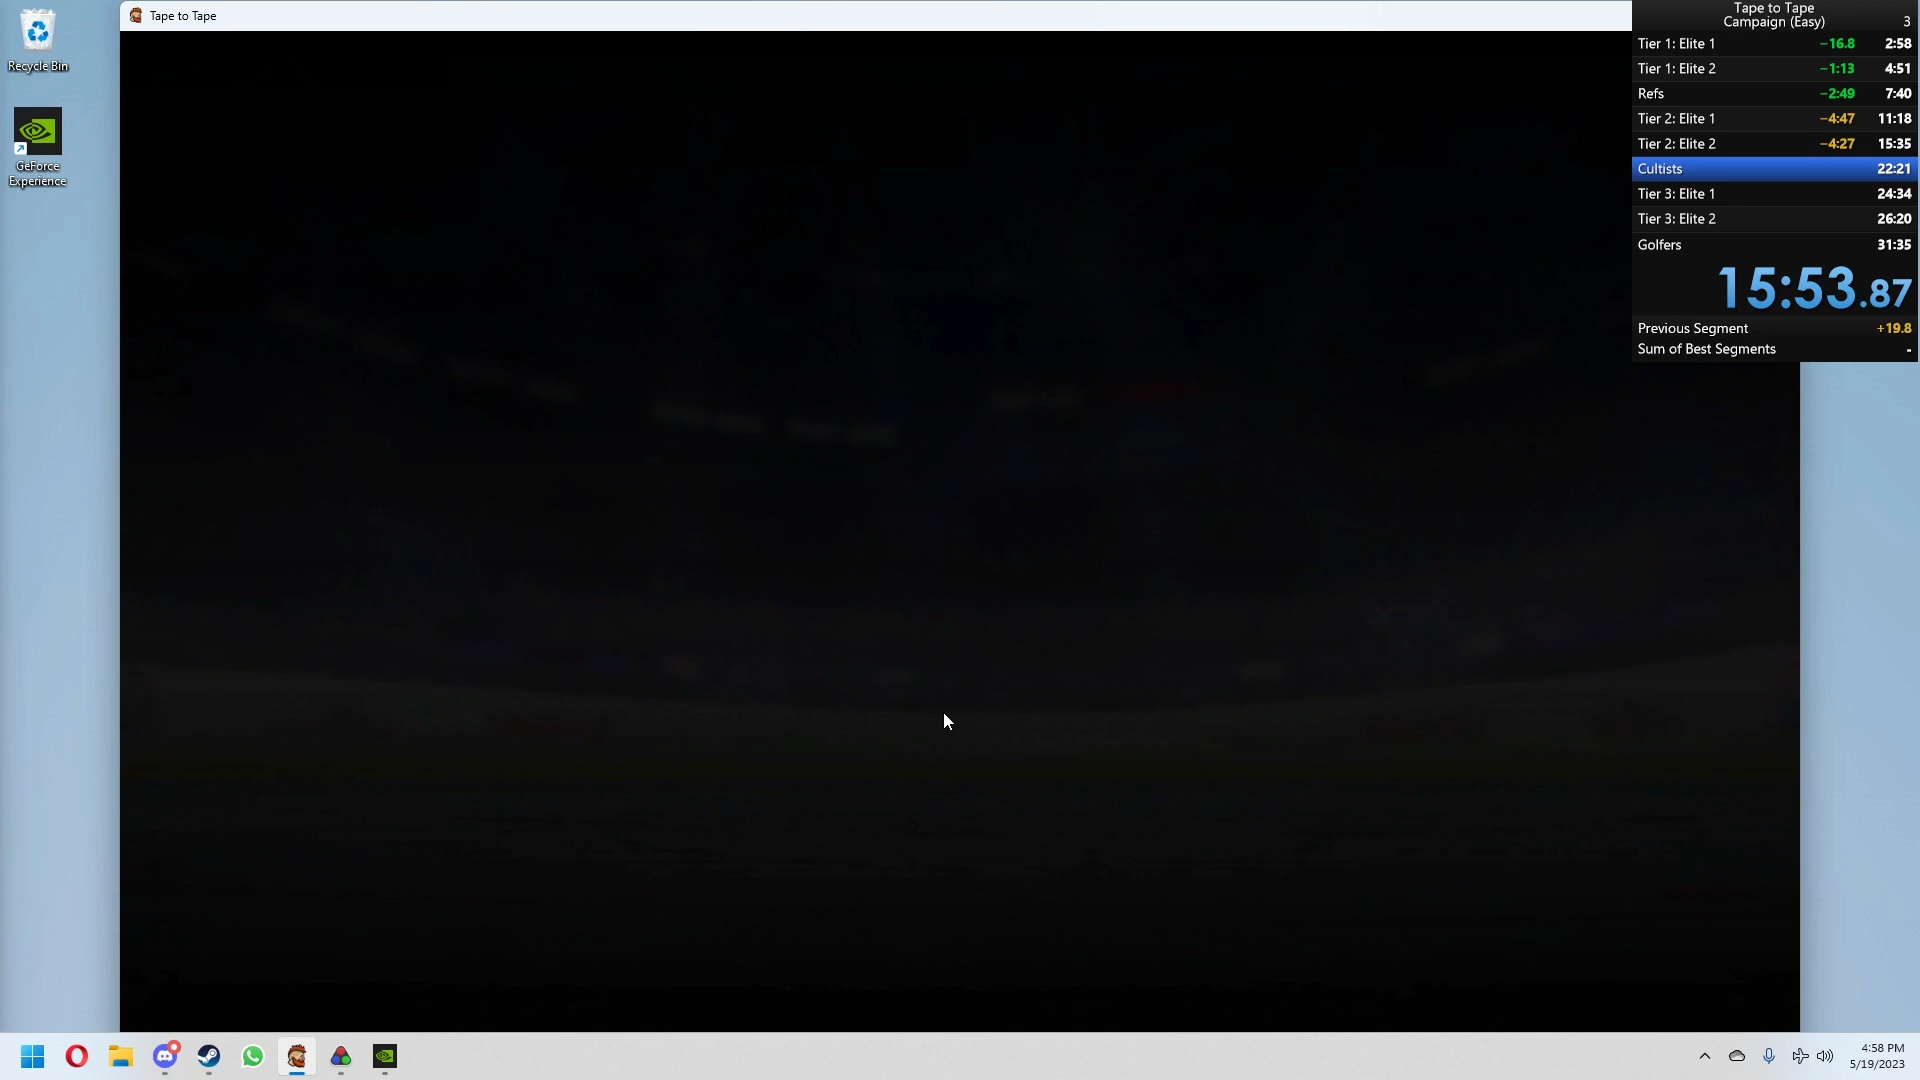 Tape to Tape
Recycle Bin
GeForce
Experience
Tape to Tape
Campaign (Easy) 3
Tier 1: Elite 1 −16.8 2:58
Tier 1: Elite 2 −1:13 4:51
Refs −2:49 7:40
Tier 2: Elite 1 −4:47 11:18
Tier 2: Elite 2 −4:27 15:35
Cultists 22:21
Tier 3: Elite 1 24:34
Tier 3: Elite 2 26:20
Golfers 31:35
15:53.87
Previous Segment +19.8
Sum of Best Segments -
4:58 PM
5/19/2023